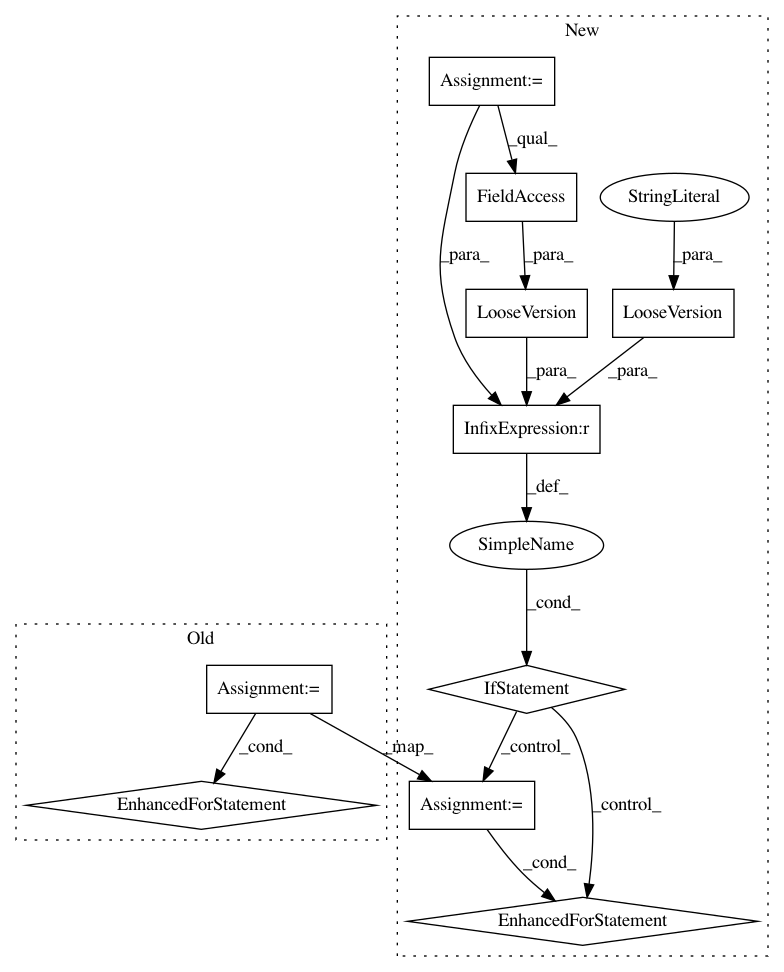 New
Assignment:=
_qual_
FieldAccess
StringLiteral
_para_
_para_
_para_
LooseVersion
LooseVersion
_para_
_para_
InfixExpression:r
_def_
SimpleName
_cond_
Old
IfStatement
Assignment:=
_cond_
_map_
_control_
EnhancedForStatement
Assignment:=
_control_
_cond_
EnhancedForStatement